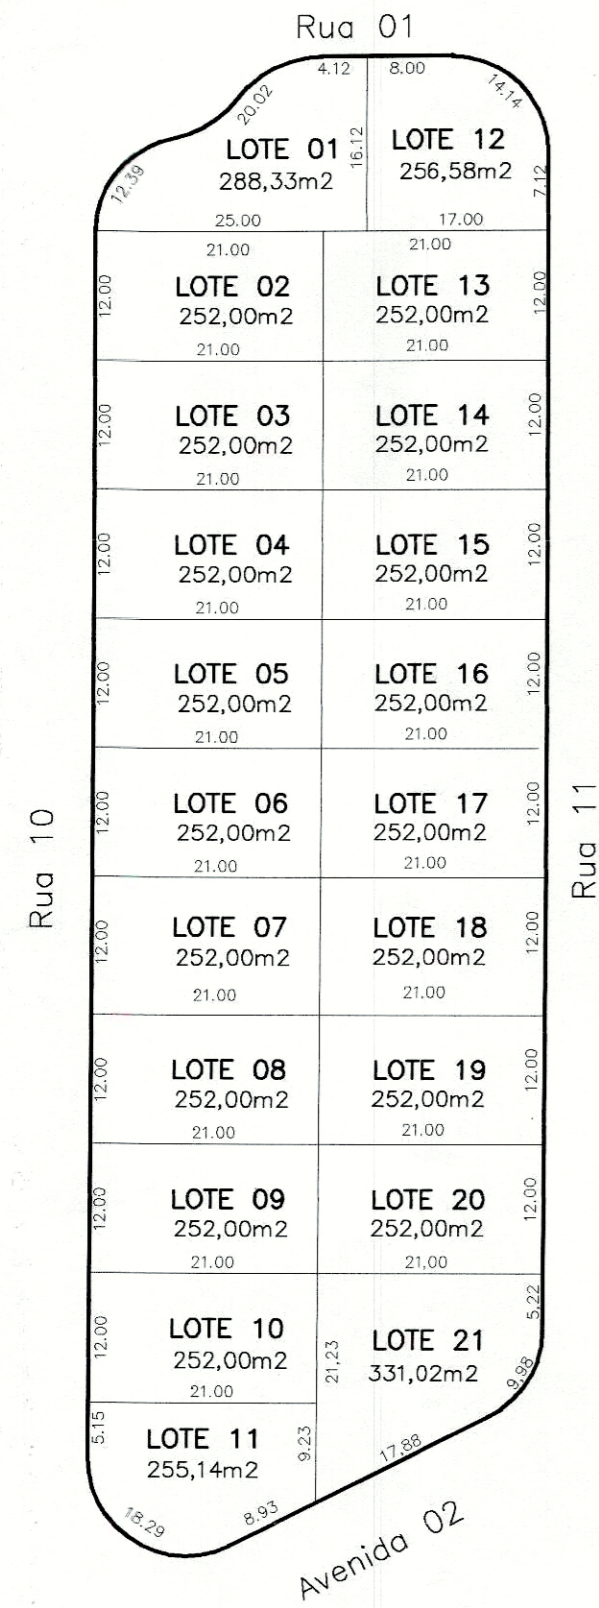 Rua 01
4.12
8.00
20.02
14.14
LOTE 01
288,33m2
16.12
LOTE 12
256,58m2
12.39
7.12
25.00
17.00
21.00
21.00
12.00
LOTE 02
252,00m2
21.00
LOTE 13
252,00m2
21.00
12.00
12.00
LOTE 03
252,00m2
21.00
LOTE 14
252,00m2
21.00
12.00
12.00
LOTE 04
252,00m2
21.00
LOTE 15
252,00m2
21.00
12.00
12.00
LOTE 05
252,00m2
21.00
LOTE 16
252,00m2
21.00
12.00
Rua 10
12.00
LOTE 06
252,00m2
21.00
LOTE 17
252,00m2
21.00
12.00
Rua 11
12.00
LOTE 07
252,00m2
21.00
LOTE 18
252,00m2
21.00
12.00
12.00
LOTE 08
252,00m2
21.00
LOTE 19
252,00m2
21.00
12.00
12.00
LOTE 09
252,00m2
21.00
LOTE 20
252,00m2
21,00
12.00
12.00
LOTE 10
252,00m2
21.00
21,23
LOTE 21
331,02m2
5,22
9,98
17,88
5.15
LOTE 11
255,14m2
9.23
18.29
8.93
Avenida 02